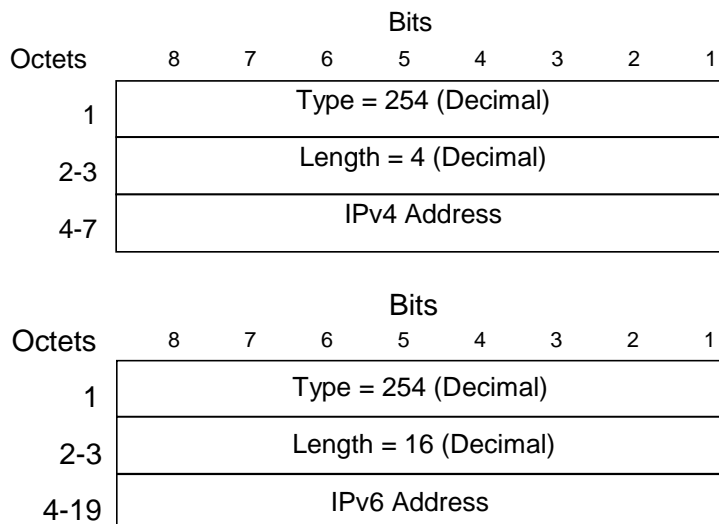 Bits
Octets 8 7 6 5 4 3 2 1
1 Type = 254 (Decimal)
2-3 Length = 4 (Decimal)
4-7 IPv4 Address
Bits
Octets 8 7 6 5 4 3 2 1
1 Type = 254 (Decimal)
2-3 Length = 16 (Decimal)
4-19 IPv6 Address